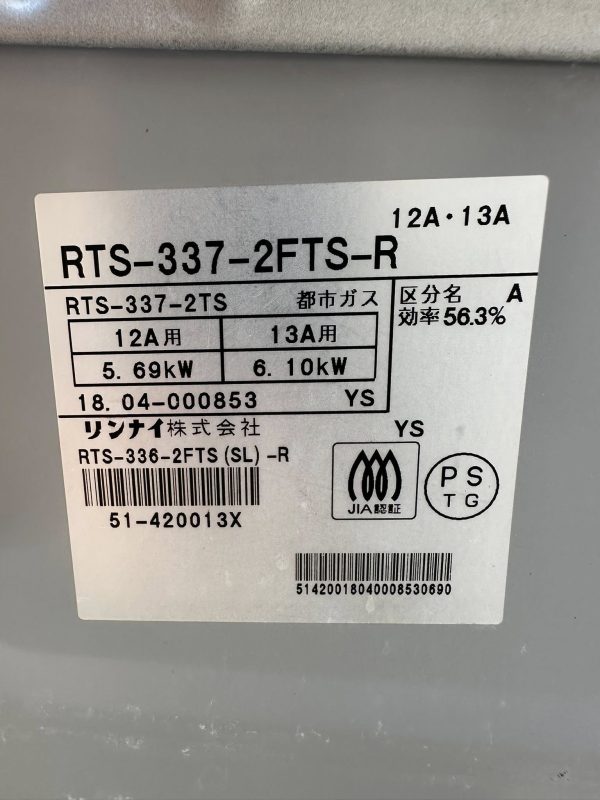 12A・13A
RTS-337-2FTS-R
RTS-337-2TS 都市ガス
区分名 A
効率56.3%
12A用 13A用
5.69kW 6.10kW
18.04-000853 YS
リンナイ株式会社
RTS-336-2FTS(SL)-R
51-420013X
YS
JIA認証
PS
TG
51420018040008530690